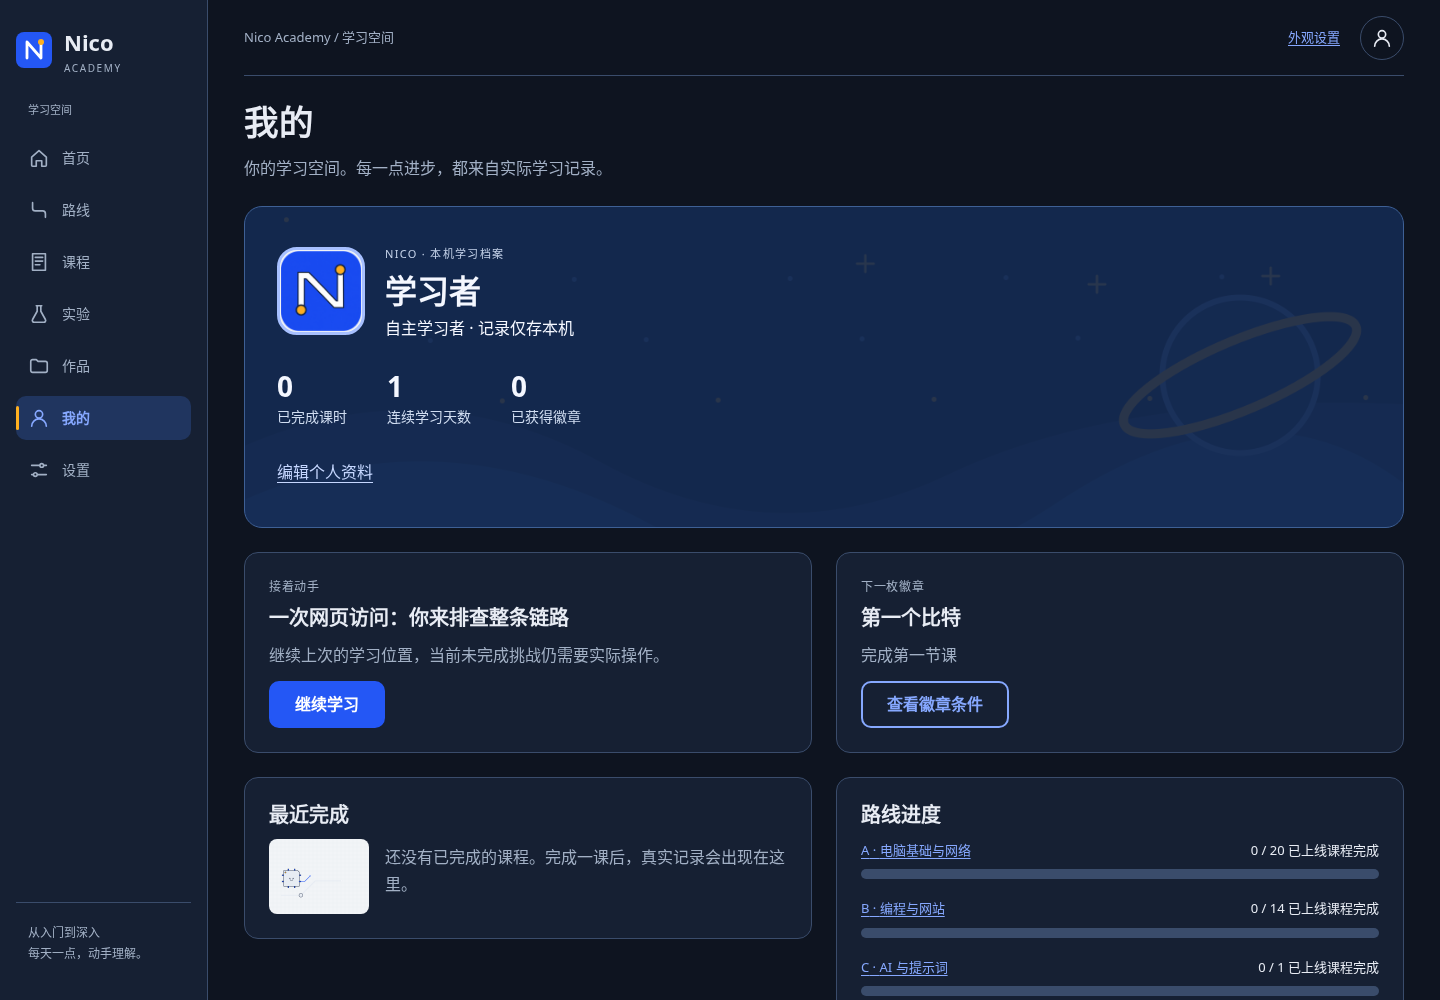 Nico
ACADEMY
学习空间
首页
路线
课程
实验
作品
我的
设置
从入门到深入
每天一点，动手理解。
Nico Academy / 学习空间
外观设置
我的
你的学习空间。每一点进步，都来自实际学习记录。
NICO · 本机学习档案
学习者
自主学习者 · 记录仅存本机
0
已完成课时
1
连续学习天数
0
已获得徽章
编辑个人资料
接着动手
一次网页访问：你来排查整条链路
继续上次的学习位置，当前未完成挑战仍需要实际操作。
继续学习
下一枚徽章
第一个比特
完成第一节课
查看徽章条件
最近完成
还没有已完成的课程。完成一课后，真实记录会出现在这
里。
路线进度
A · 电脑基础与网络
0 / 20 已上线课程完成
B · 编程与网站
0 / 14 已上线课程完成
C · AI 与提示词
0 / 1 已上线课程完成